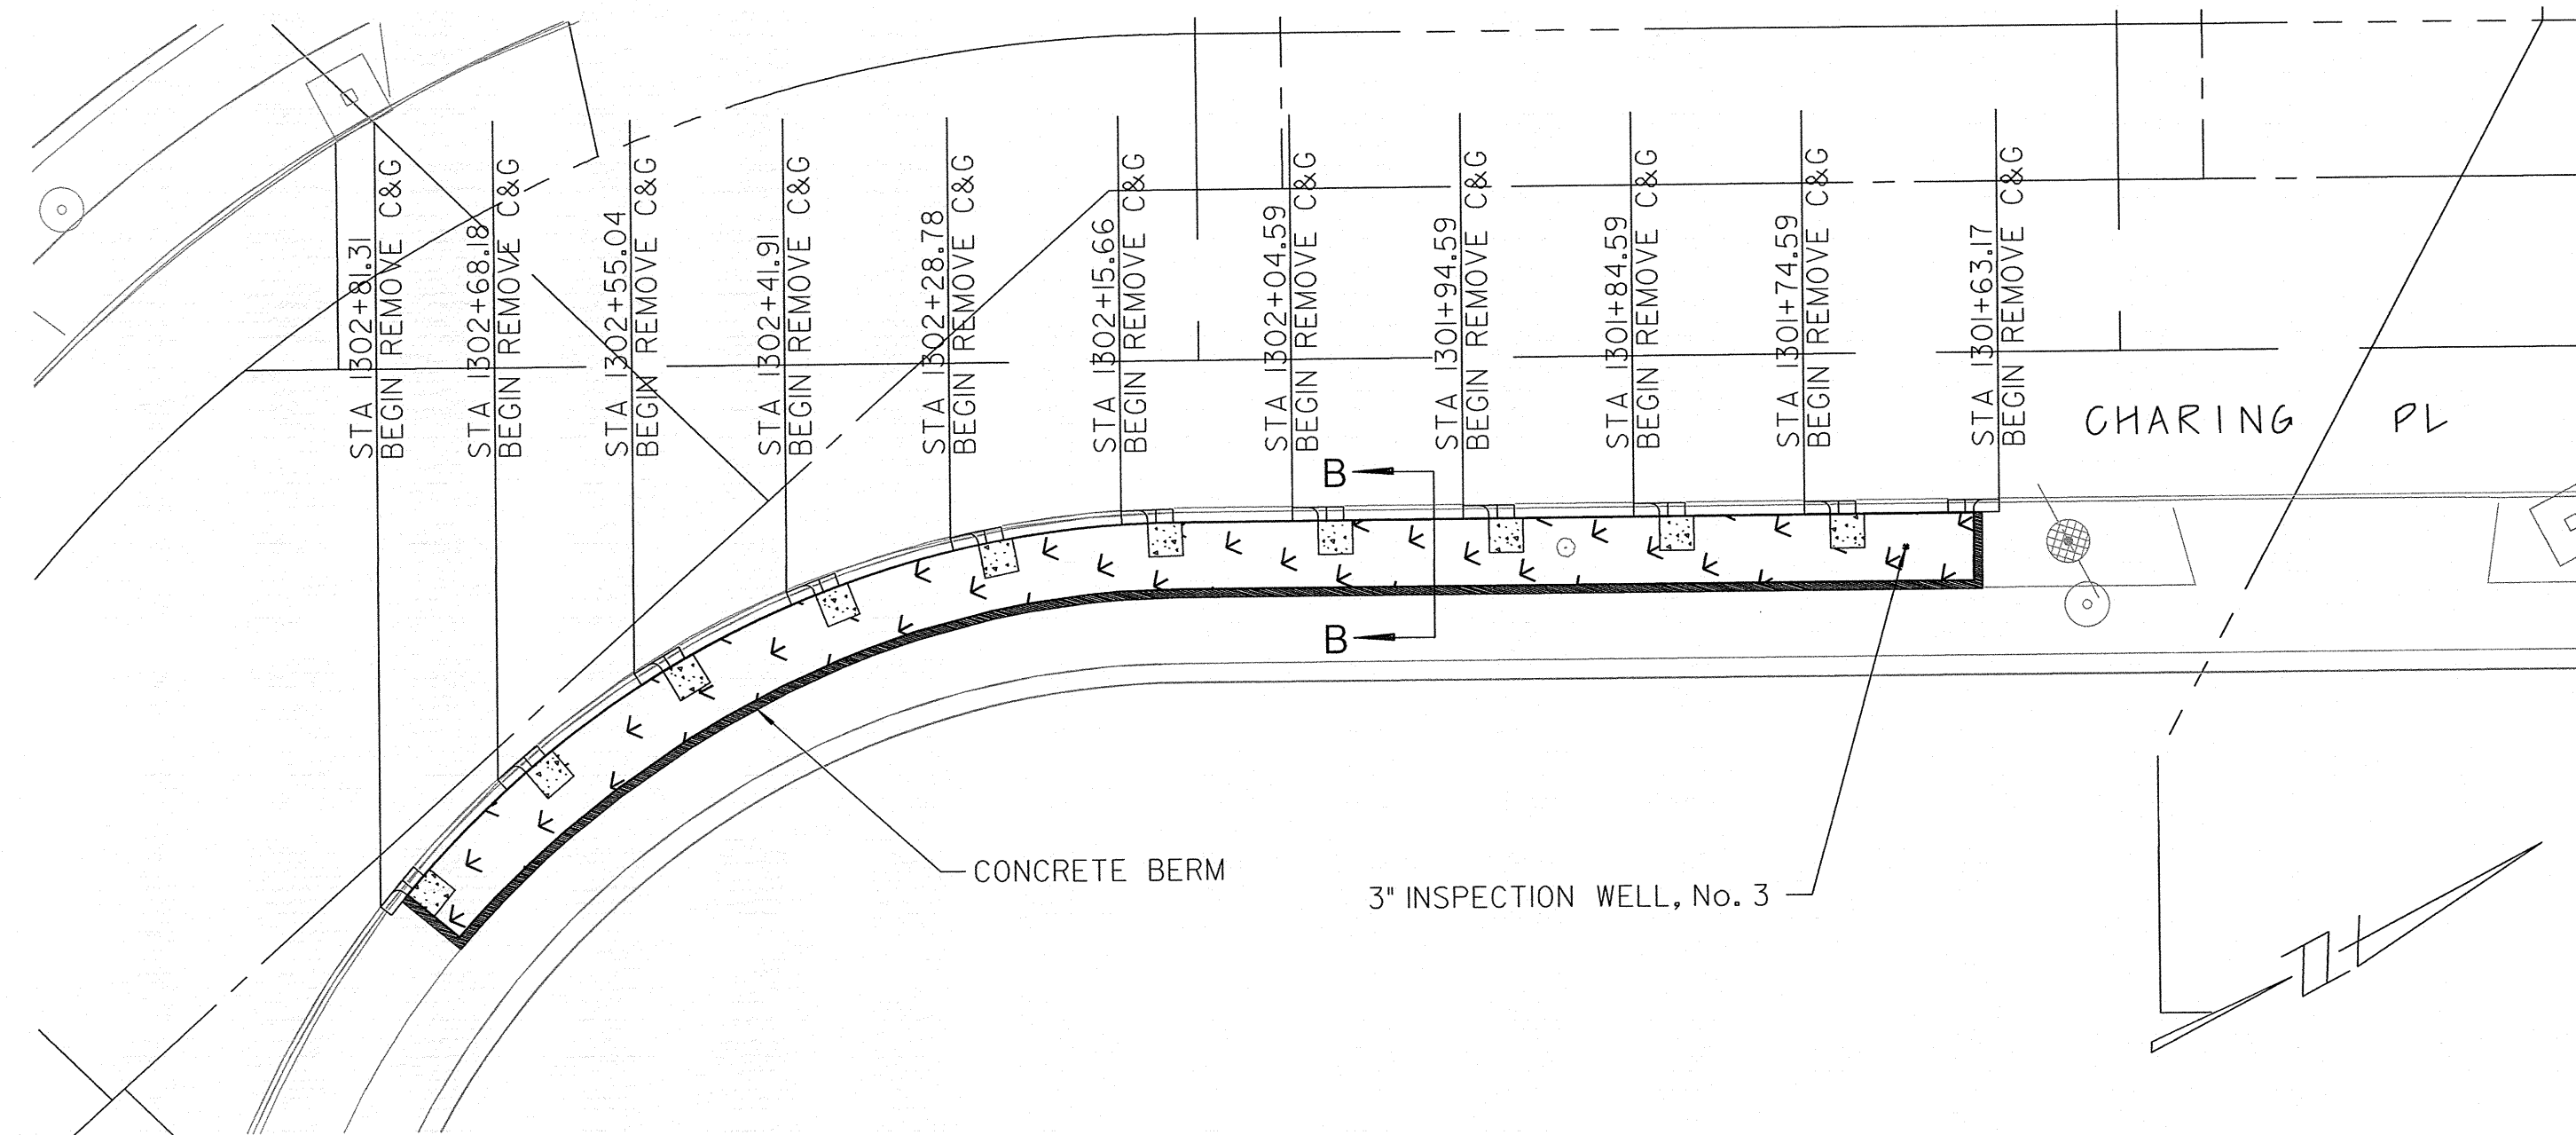 STA 1302+81.31
BEGIN REMOVE C&G
STA 1302+68.18
BEGIN REMOVE C&G
STA 1302+55.04
BEGIN REMOVE C&G
STA 1302+41.91
BEGIN REMOVE C&G
STA 1302+28.78
BEGIN REMOVE C&G
STA 1302+15.66
BEGIN REMOVE C&G
STA 1302+04.59
BEGIN REMOVE C&G
STA 1301+94.59
BEGIN REMOVE C&G
STA 1301+84.59
BEGIN REMOVE C&G
STA 1301+74.59
BEGIN REMOVE C&G
STA 1301+63.17
BEGIN REMOVE C&G
CHARING PL
B
B
CONCRETE BERM
3" INSPECTION WELL, No. 3
N